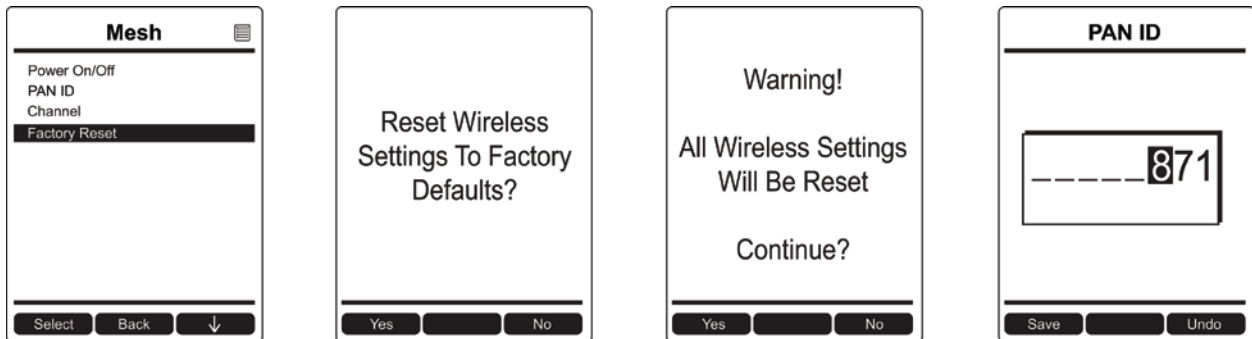 Mesh
Power On/Off
PAN ID
Channel
Factory Reset
Select Back ↓
Reset Wireless
Settings To Factory
Defaults?
Yes No
Warning!
All Wireless Settings
Will Be Reset
Continue?
Yes No
PAN ID
_____871
Save Undo